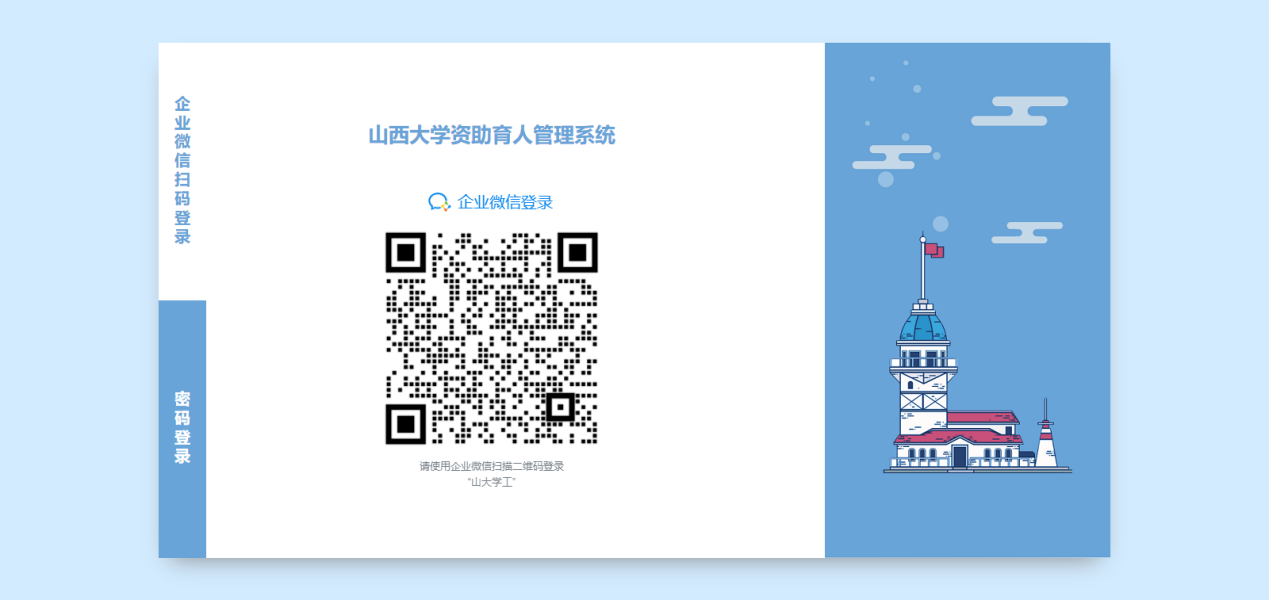 企业微信扫码登录
密码登录
山西大学资助育人管理系统
企业微信登录
请使用企业微信扫描二维码登录
“山大学工”